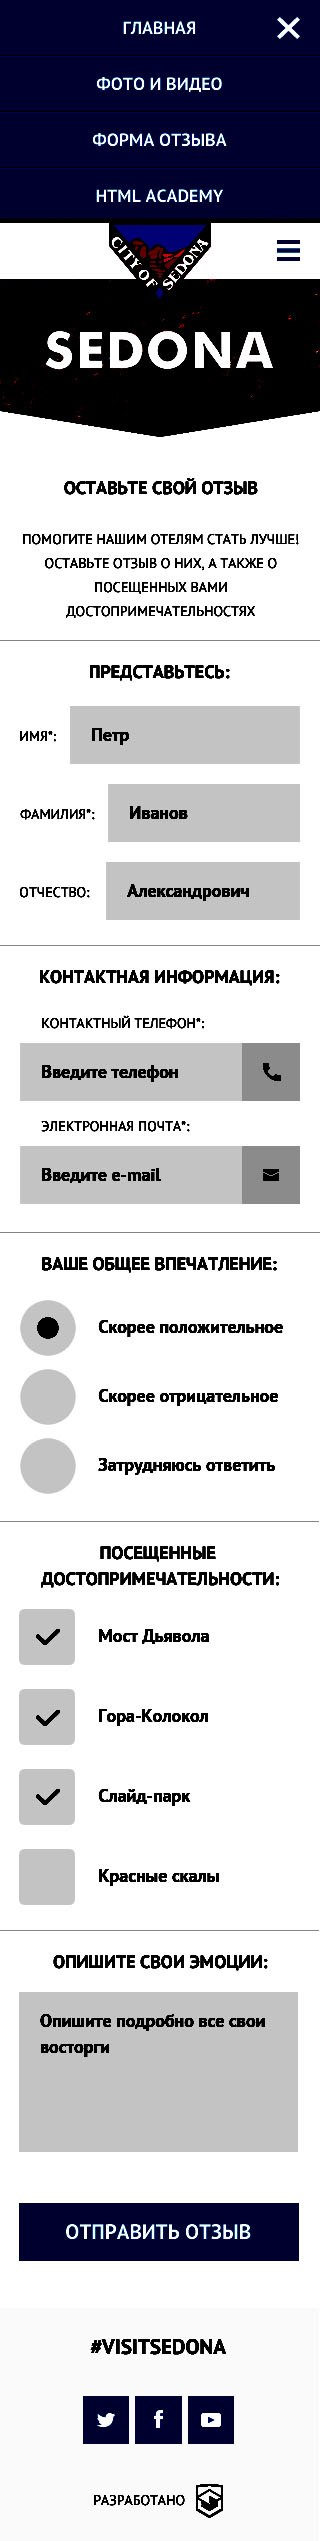 ГЛАВНАЯ
ФОТО И ВИДЕО
ФОРМА ОТЗЫВА
HTML ACADEMY
CITY OF SEDONA
SEDONA
ОСТАВЬТЕ СВОЙ ОТЗЫВ
ПОМОГИТЕ НАШИМ ОТЕЛЯМ СТАТЬ ЛУЧШЕ!
ОСТАВЬТЕ ОТЗЫВ О НИХ, А ТАКЖЕ О
ПОСЕЩЕННЫХ ВАМИ
ДОСТОПРИМЕЧАТЕЛЬНОСТЯХ
ПРЕДСТАВЬТЕСЬ:
ИМЯ*: Петр
ФАМИЛИЯ*: Иванов
ОТЧЕСТВО: Александрович
КОНТАКТНАЯ ИНФОРМАЦИЯ:
КОНТАКТНЫЙ ТЕЛЕФОН*:
Введите телефон
ЭЛЕКТРОННАЯ ПОЧТА*:
Введите e-mail
ВАШЕ ОБЩЕЕ ВПЕЧАТЛЕНИЕ:
Скорее положительное
Скорее отрицательное
Затрудняюсь ответить
ПОСЕЩЕННЫЕ
ДОСТОПРИМЕЧАТЕЛЬНОСТИ:
Мост Дьявола
Гора-Колокол
Слайд-парк
Красные скалы
ОПИШИТЕ СВОИ ЭМОЦИИ:
Опишите подробно все свои
восторги
ОТПРАВИТЬ ОТЗЫВ
#VISITSEDONA
РАЗРАБОТАНО